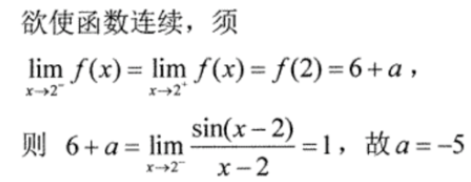 欲使函数连续，须
lim_{x→2⁻} f(x) = lim_{x→2⁺} f(x) = f(2) = 6 + a，
则 6 + a = lim_{x→2⁻} sin(x − 2)/(x − 2) = 1，故 a = −5